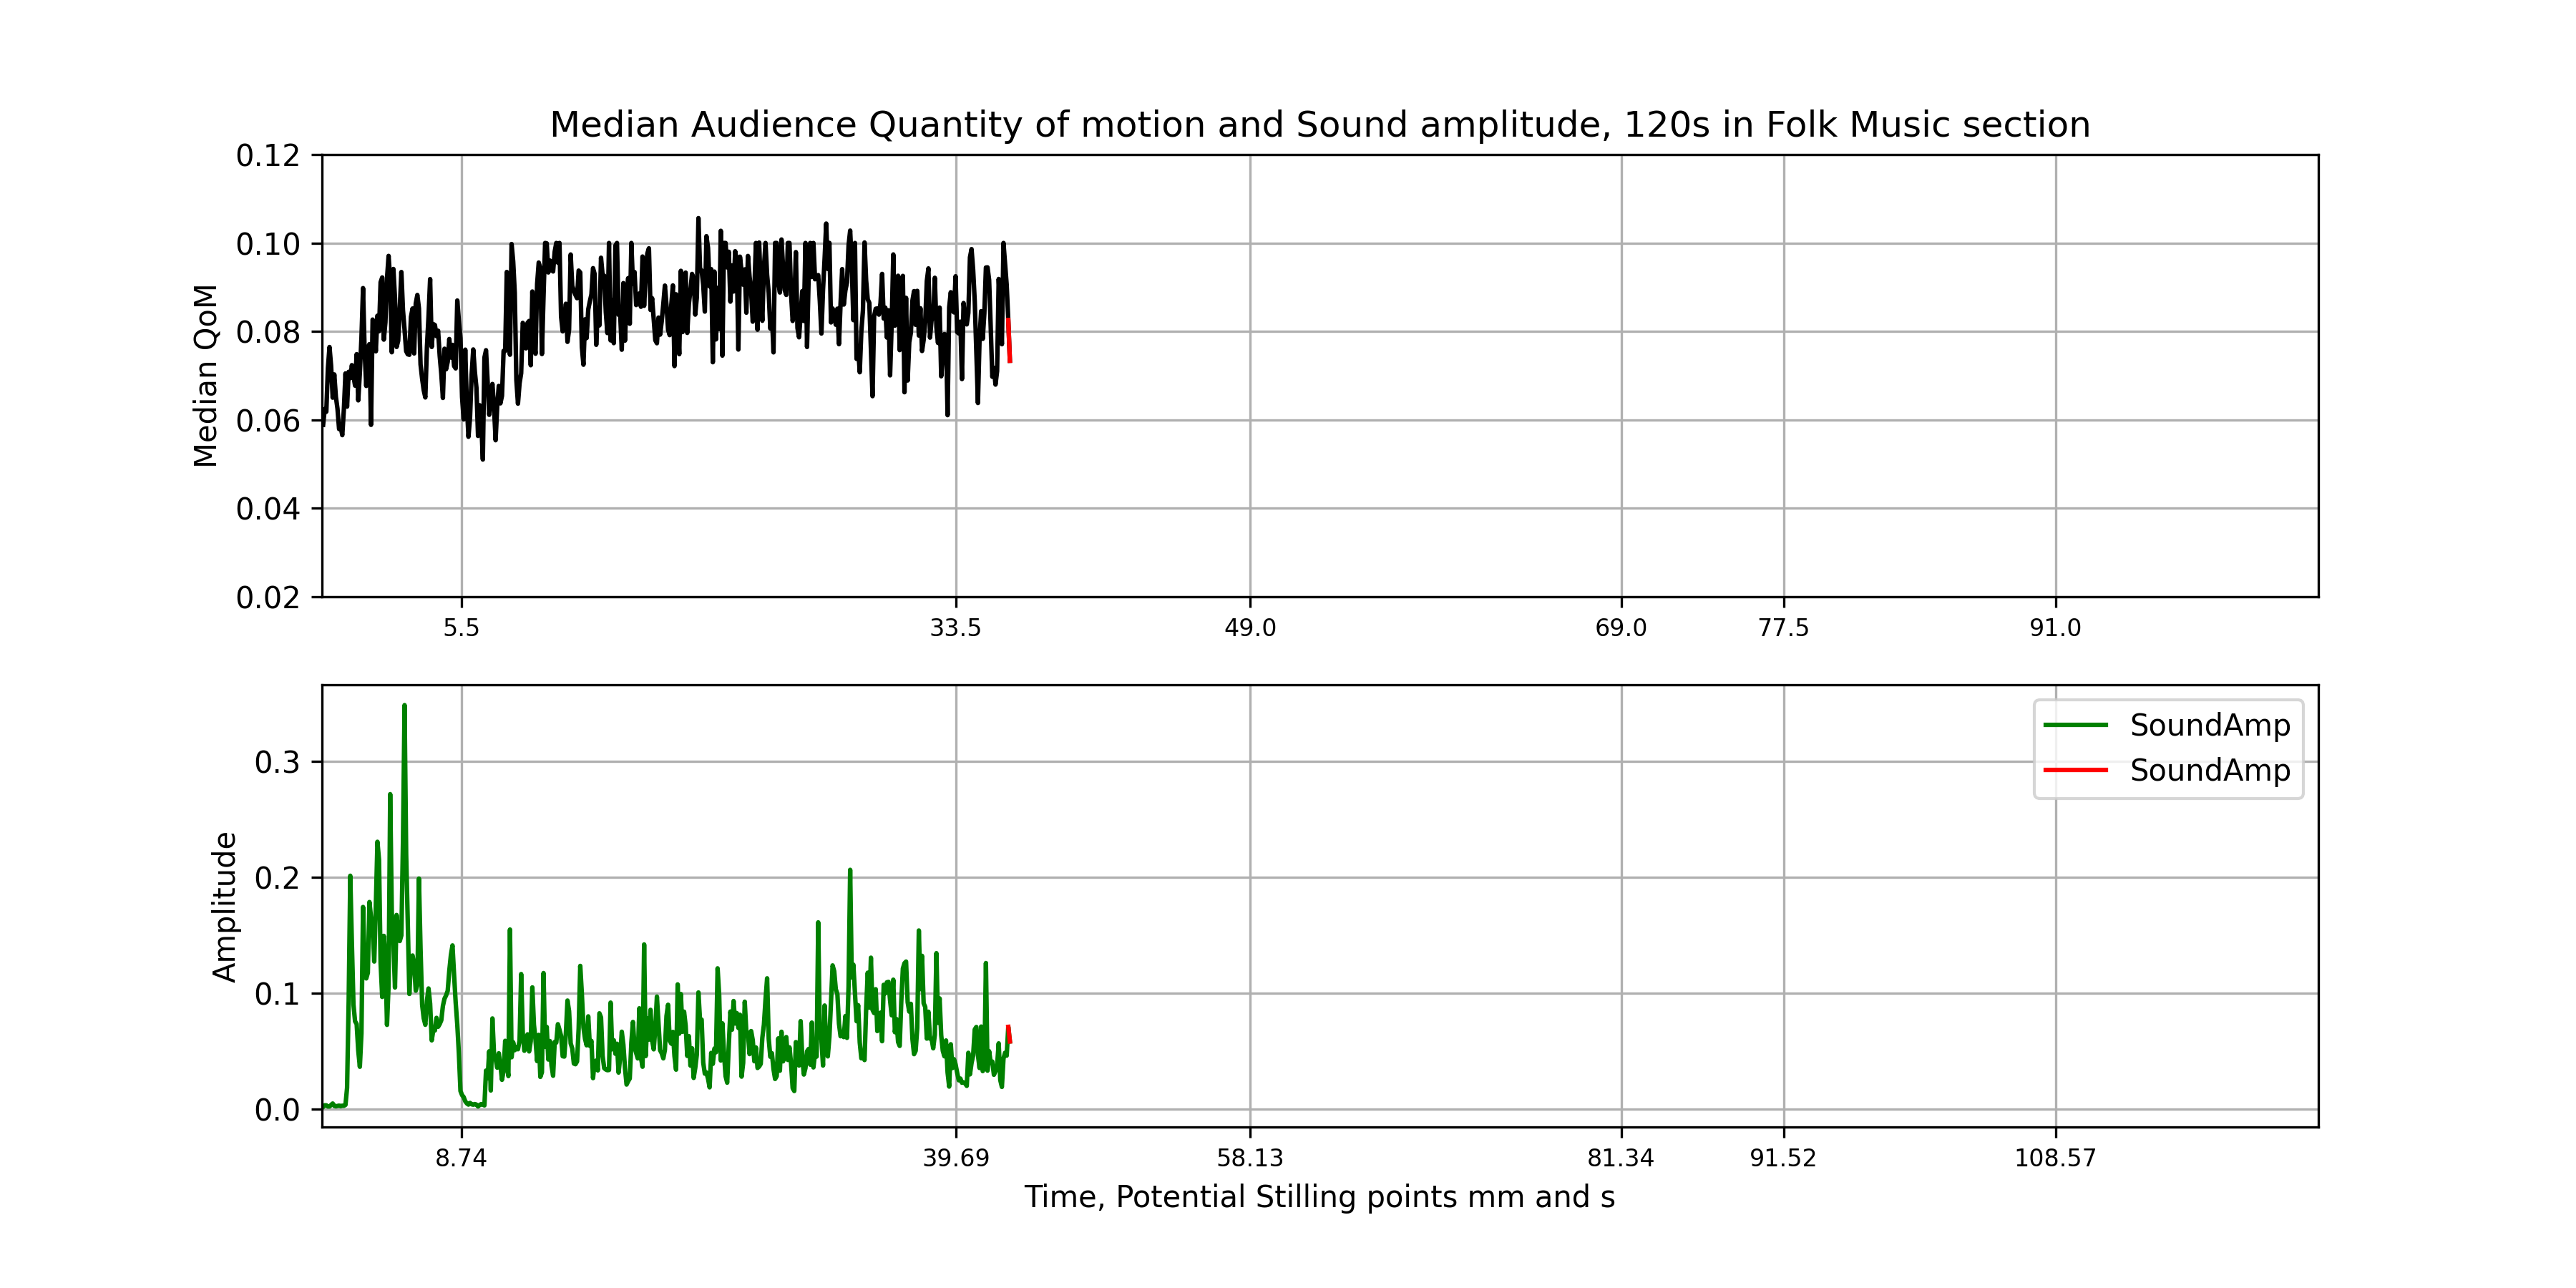 Median Audience Quantity of motion and Sound amplitude, 120s in Folk Music section
0.12
0.10
0.08
0.06
0.04
0.02
Median QoM
5.5 33.5 49.0 69.0 77.5 91.0
SoundAmp
SoundAmp
0.3
0.2
0.1
0.0
Amplitude
8.74 39.69 58.13 81.34 91.52 108.57
Time, Potential Stilling points mm and s